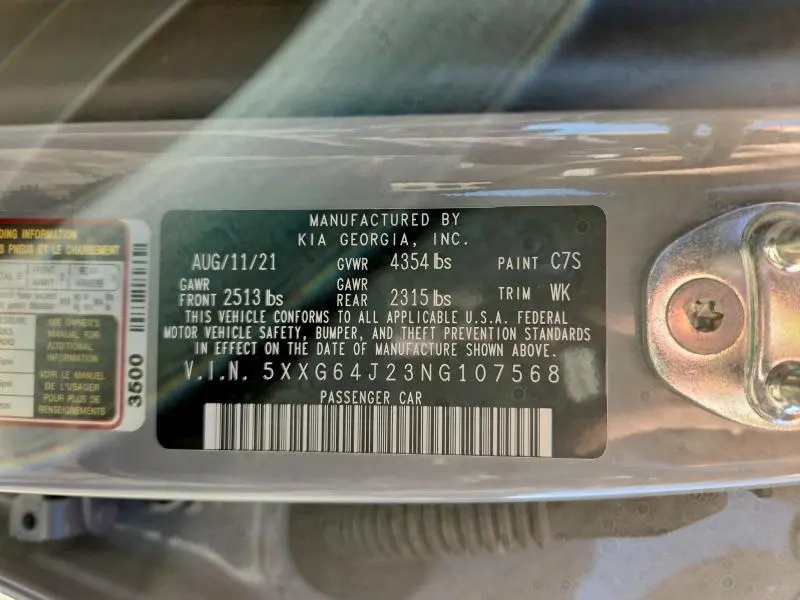 MANUFACTURED BY
KIA GEORGIA, INC.
AUG/11/21 GVWR 4354 lbs PAINT C7S
GAWR GAWR
FRONT 2513 lbs REAR 2315 lbs TRIM WK
THIS VEHICLE CONFORMS TO ALL APPLICABLE U.S.A. FEDERAL
MOTOR VEHICLE SAFETY, BUMPER, AND THEFT PREVENTION STANDARDS
IN EFFECT ON THE DATE OF MANUFACTURE SHOWN ABOVE.
V.I.N. 5XXG64J23NG107568
PASSENGER CAR
DING INFORMATION
PNEUS ET LE CHARGEMENT
SEE OWNER'S
MANUAL FOR
ADDITIONAL
INFORMATION
VOIR LE MANUEL
DE L'USAGER
POUR PLUS DE
RENSEIGNEMENTS
3500